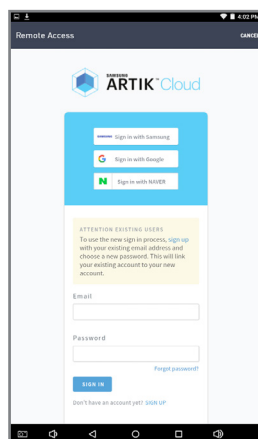 4:02 PM
Remote Access
CANCEL
SAMSUNG
ARTIK™ Cloud
SAMSUNG Sign in with Samsung
G Sign in with Google
N Sign in with NAVER
ATTENTION EXISTING USERS
To use the new sign in process, sign up
with your existing email address and
choose a new password. This will link
your existing account to your new
account.
Email
Password
Forgot password?
SIGN IN
Don't have an account yet? SIGN UP